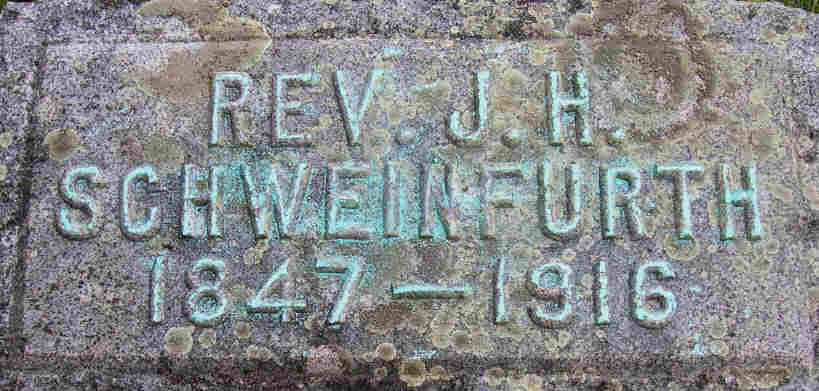 REV. J. H.
SCHWEINFURTH
1847 — 1916